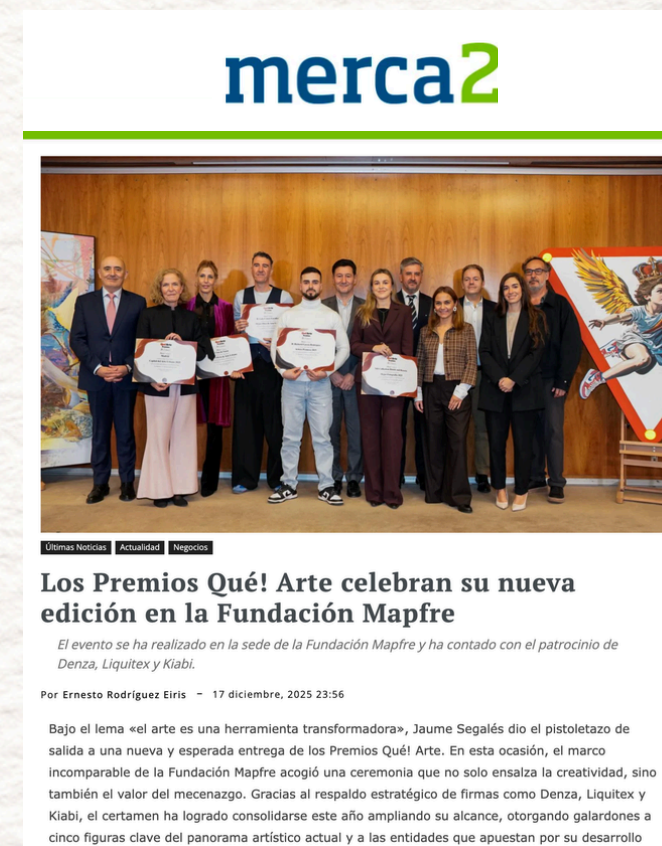 merca2
Últimas Noticias Actualidad Negocios
Los Premios Qué! Arte celebran su nueva
edición en la Fundación Mapfre
El evento se ha realizado en la sede de la Fundación Mapfre y ha contado con el patrocinio de
Denza, Liquitex y Kiabi.
Por Ernesto Rodríguez Eiris – 17 diciembre, 2025 23:56
Bajo el lema «el arte es una herramienta transformadora», Jaume Segalés dio el pistoletazo de
salida a una nueva y esperada entrega de los Premios Qué! Arte. En esta ocasión, el marco
incomparable de la Fundación Mapfre acogió una ceremonia que no solo ensalza la creatividad, sino
también el valor del mecenazgo. Gracias al respaldo estratégico de firmas como Denza, Liquitex y
Kiabi, el certamen ha logrado consolidarse este año ampliando su alcance, otorgando galardones a
cinco figuras clave del panorama artístico actual y a las entidades que apuestan por su desarrollo